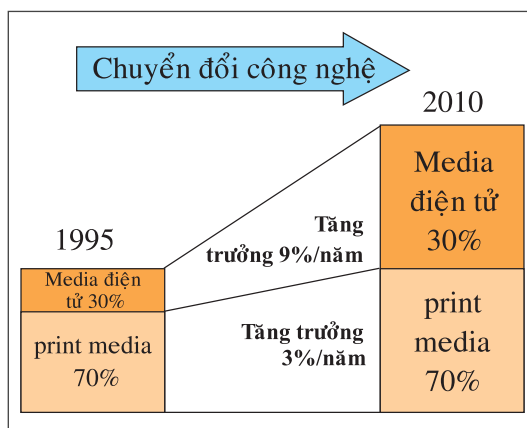 Chuyển đổi công nghệ
2010
Media
điện tử
30%
1995
Tăng
trưởng 9%/năm
Media điện
tử 30%
print media
70%
Tăng trưởng
3%/năm
print
media
70%